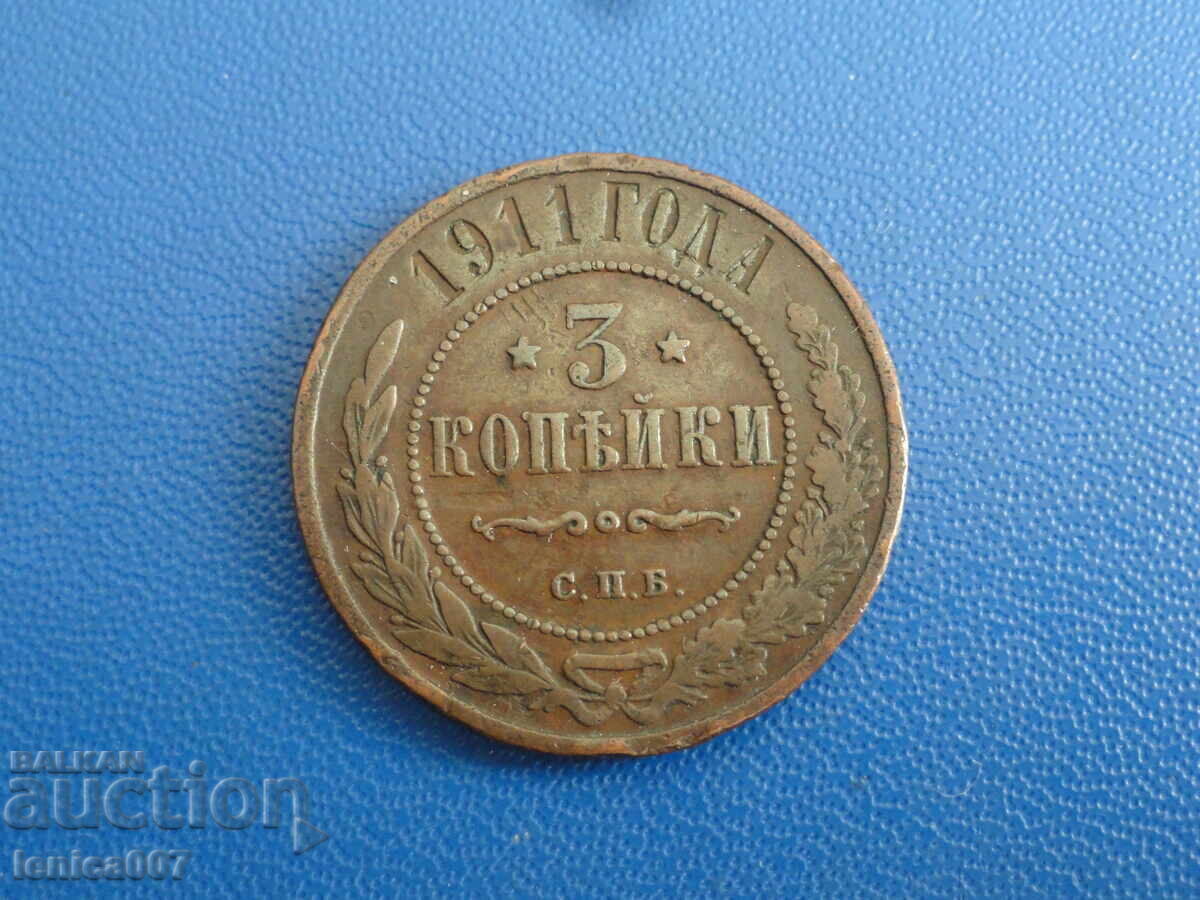 1911 ГОДА
3
КОПѢЙКИ
С.П.Б.
BALKAN
auction
lenica007